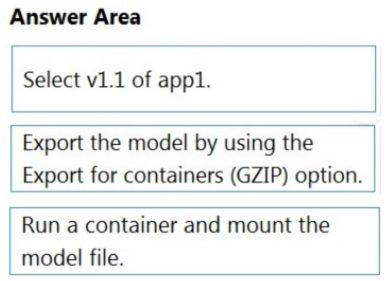 Answer Area
Select v1.1 of app1.
Export the model by using the
Export for containers (GZIP) option.
Run a container and mount the
model file.